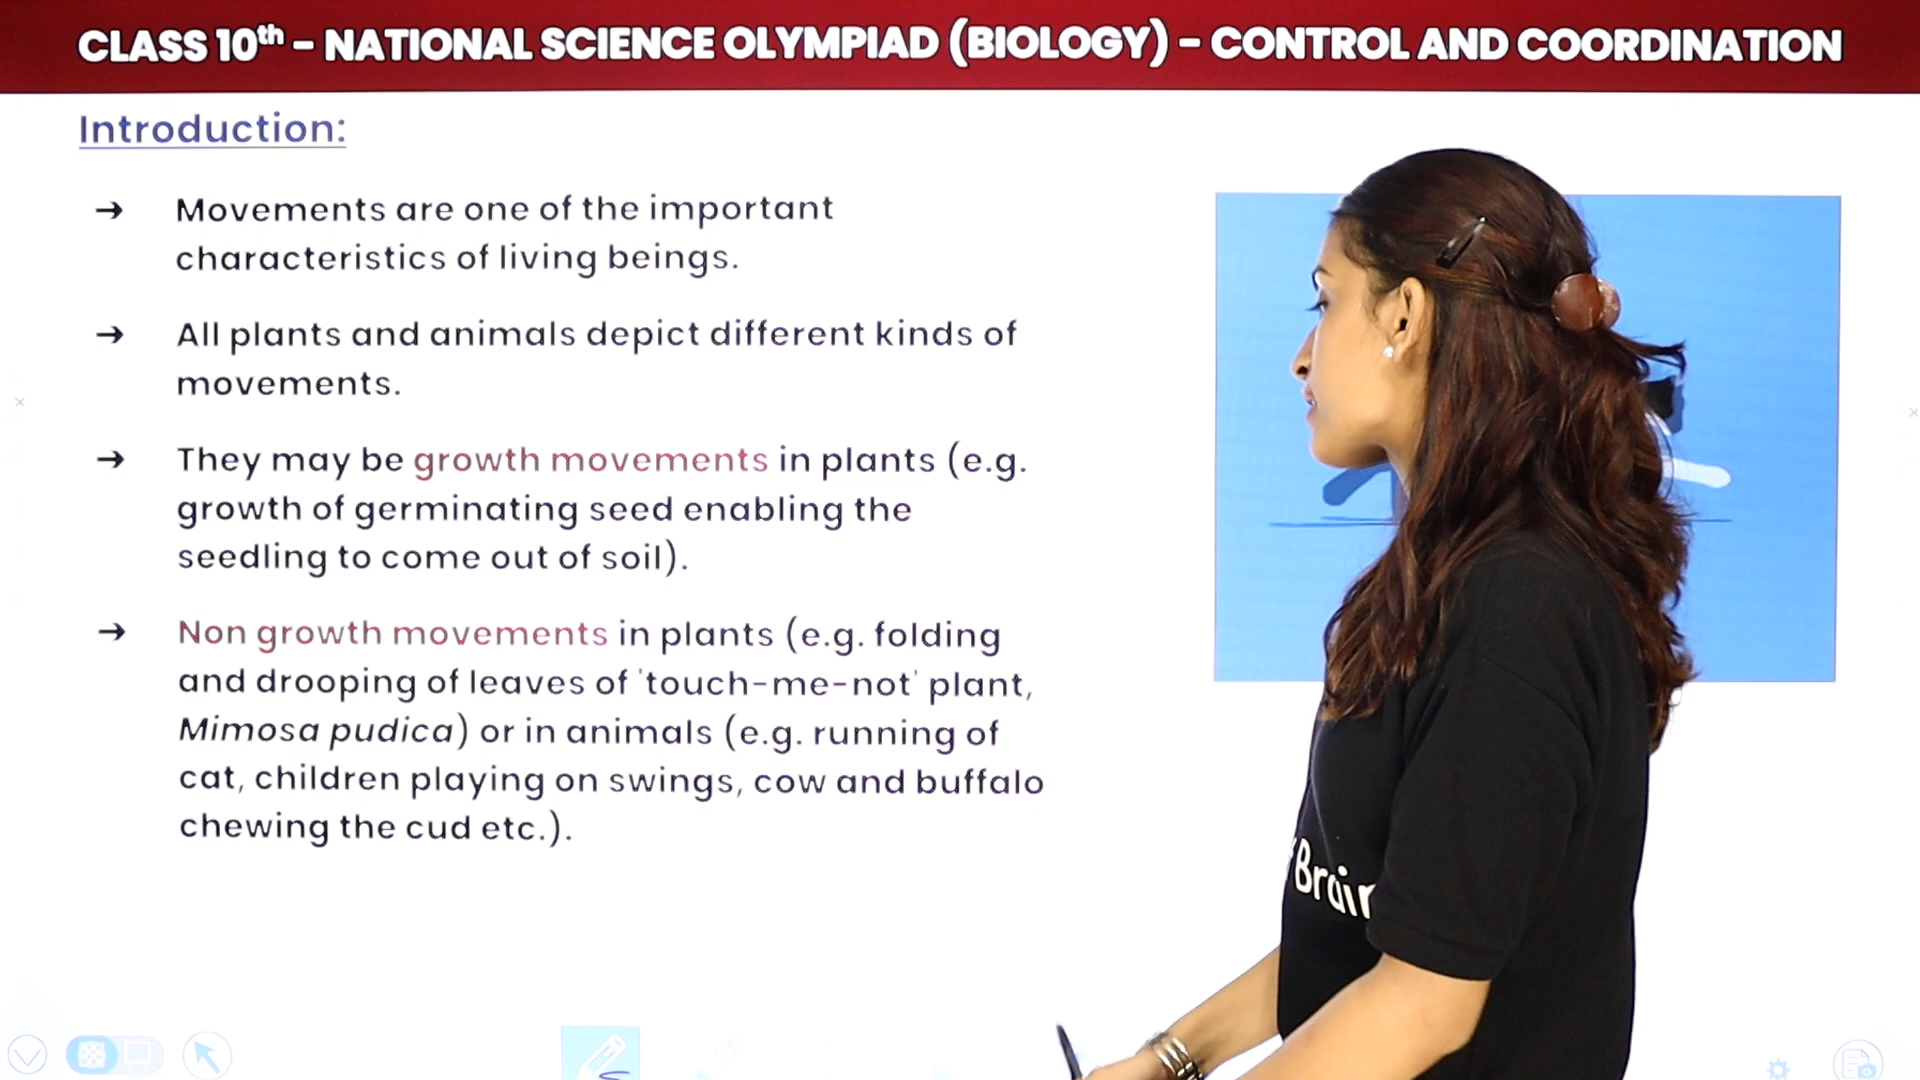 CLASS 10th - NATIONAL SCIENCE OLYMPIAD (BIOLOGY) - CONTROL AND COORDINATION
Introduction:
→ Movements are one of the important
characteristics of living beings.
→ All plants and animals depict different kinds of
movements.
→ They may be growth movements in plants (e.g.
growth of germinating seed enabling the
seedling to come out of soil).
→ Non growth movements in plants (e.g. folding
and drooping of leaves of 'touch-me-not' plant,
Mimosa pudica) or in animals (e.g. running of
cat, children playing on swings, cow and buffalo
chewing the cud etc.).